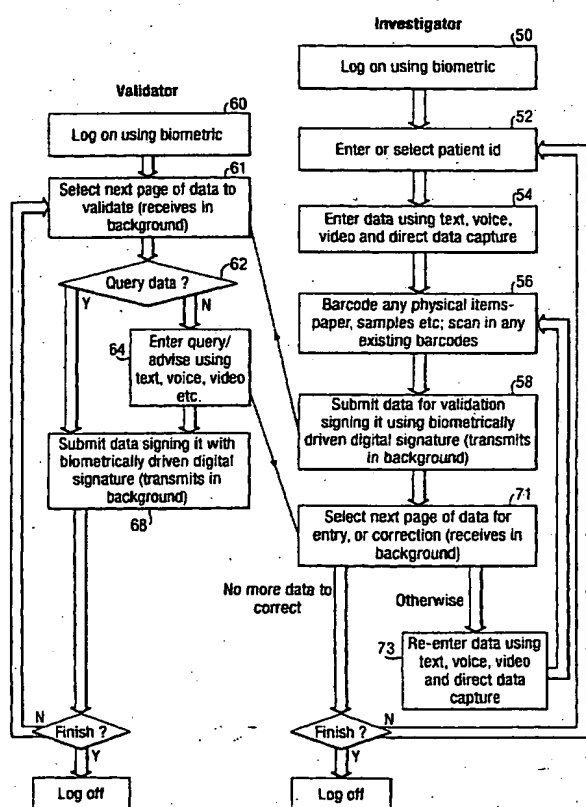 Investigator
50
Log on using biometric
52
Enter or select patient id
54
Enter data using text, voice,
video and direct data capture
56
Barcode any physical items-
paper, samples etc; scan in any
existing barcodes
58
Submit data for validation
signing it using biometrically
driven digital signature (transmits
in background)
71
Select next page of data for
entry, or correction (receives in
background)
No more data to
correct
Otherwise
73
Re-enter data using
text, voice, video
and direct data
capture
Finish ?
N
Y
Log off
Validator
60
Log on using biometric
61
Select next page of data to
validate (receives in
background)
62
Query data ?
Y
N
64
Enter query/
advise using
text, voice, video
etc.
Submit data signing it with
biometrically driven digital
signature (transmits in
background)
68
N
Finish ?
Y
Log off